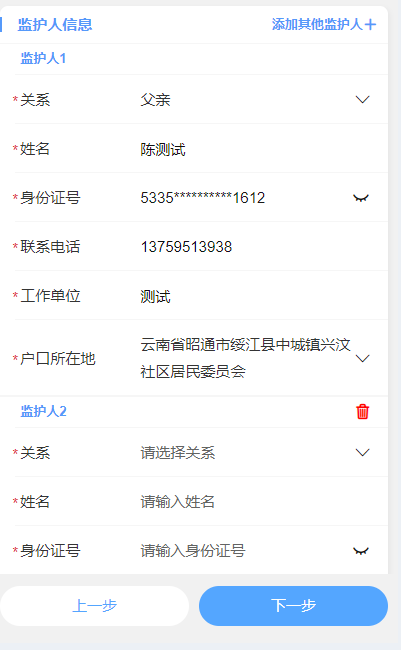 监护人信息 添加其他监护人+
监护人1
*关系 父亲
*姓名 陈测试
*身份证号 5335**********1612
*联系电话 13759513938
*工作单位 测试
*户口所在地 云南省昭通市绥江县中城镇兴汶
社区居民委员会
监护人2
*关系 请选择关系
*姓名 请输入姓名
*身份证号 请输入身份证号
上一步 下一步